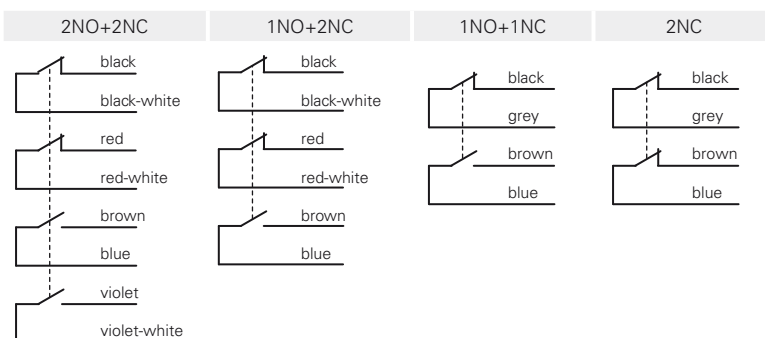 2NO+2NC
black
black-white
red
red-white
brown
blue
violet
violet-white
1NO+2NC
black
black-white
red
red-white
brown
blue
1NO+1NC
black
grey
brown
blue
2NC
black
grey
brown
blue